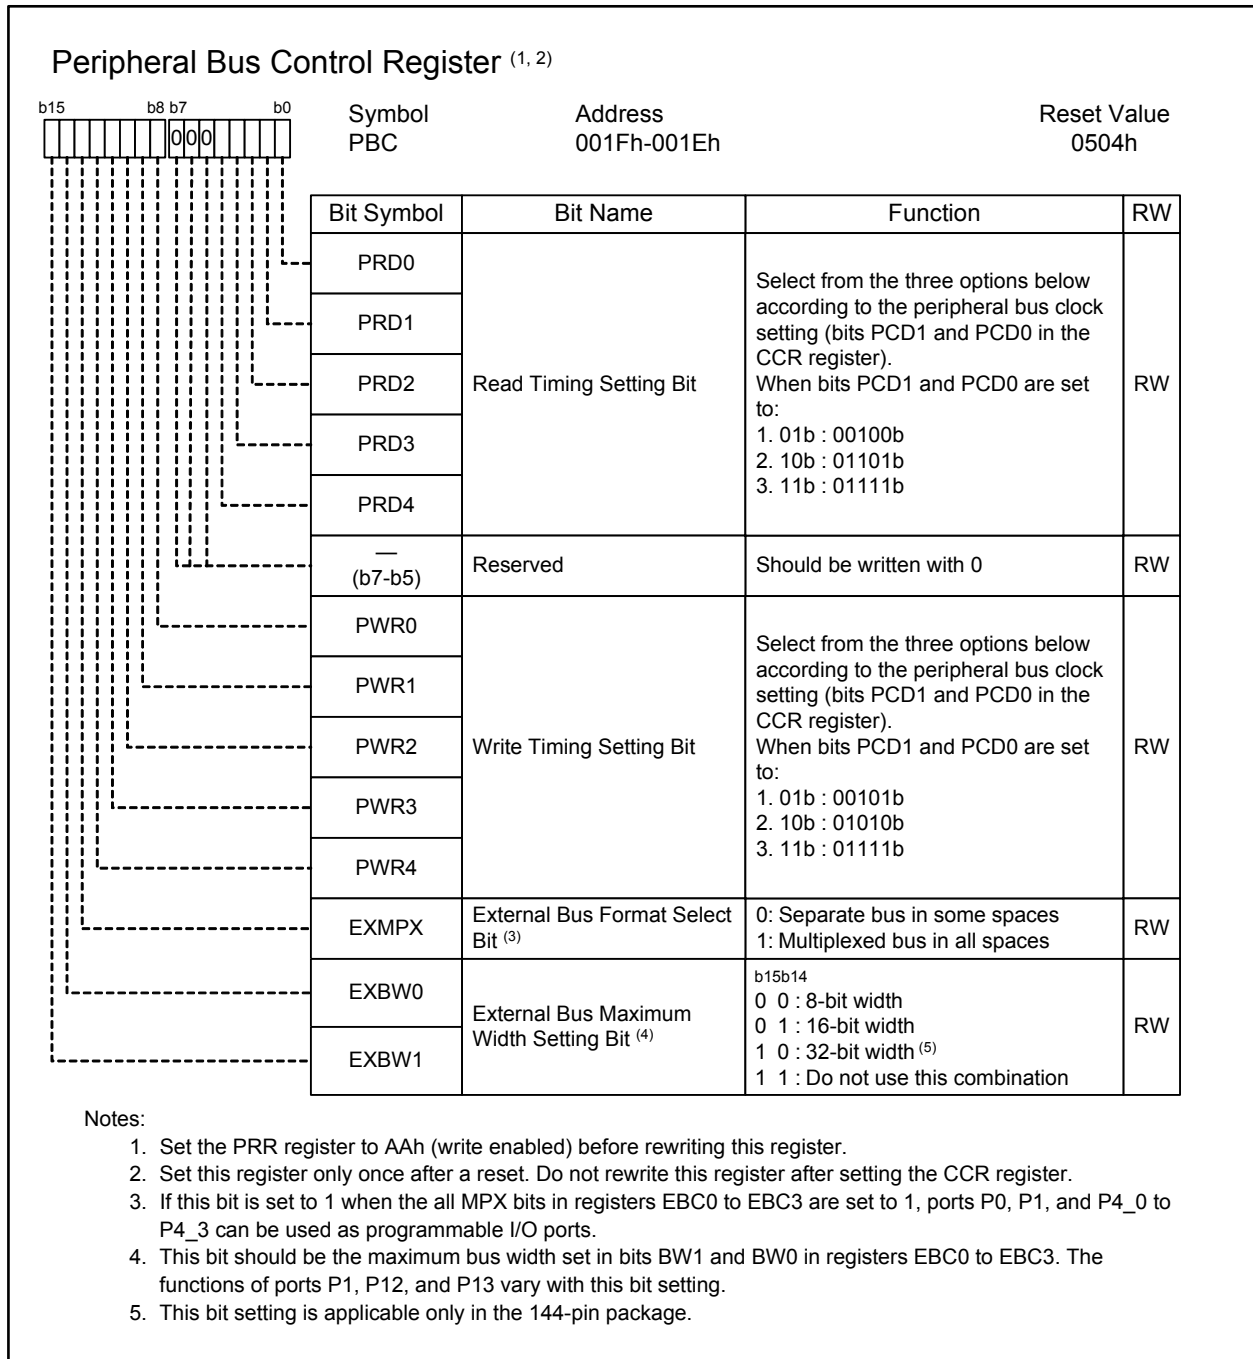 Peripheral Bus Control Register (1, 2)
b15 b8 b7 b0
0 0 0
Symbol Address Reset Value
PBC 001Fh-001Eh 0504h
Bit Symbol Bit Name Function RW
PRD0
PRD1
PRD2
PRD3
PRD4
Read Timing Setting Bit
Select from the three options below
according to the peripheral bus clock
setting (bits PCD1 and PCD0 in the
CCR register).
When bits PCD1 and PCD0 are set
to:
1. 01b : 00100b
2. 10b : 01101b
3. 11b : 01111b
RW
—
(b7-b5)
Reserved
Should be written with 0
RW
PWR0
PWR1
PWR2
PWR3
PWR4
Write Timing Setting Bit
Select from the three options below
according to the peripheral bus clock
setting (bits PCD1 and PCD0 in the
CCR register).
When bits PCD1 and PCD0 are set
to:
1. 01b : 00101b
2. 10b : 01010b
3. 11b : 01111b
RW
EXMPX
External Bus Format Select
Bit (3)
0: Separate bus in some spaces
1: Multiplexed bus in all spaces
RW
EXBW0
EXBW1
External Bus Maximum
Width Setting Bit (4)
b15b14
0 0 : 8-bit width
0 1 : 16-bit width
1 0 : 32-bit width (5)
1 1 : Do not use this combination
RW
Notes:
1. Set the PRR register to AAh (write enabled) before rewriting this register.
2. Set this register only once after a reset. Do not rewrite this register after setting the CCR register.
3. If this bit is set to 1 when the all MPX bits in registers EBC0 to EBC3 are set to 1, ports P0, P1, and P4_0 to
P4_3 can be used as programmable I/O ports.
4. This bit should be the maximum bus width set in bits BW1 and BW0 in registers EBC0 to EBC3. The
functions of ports P1, P12, and P13 vary with this bit setting.
5. This bit setting is applicable only in the 144-pin package.